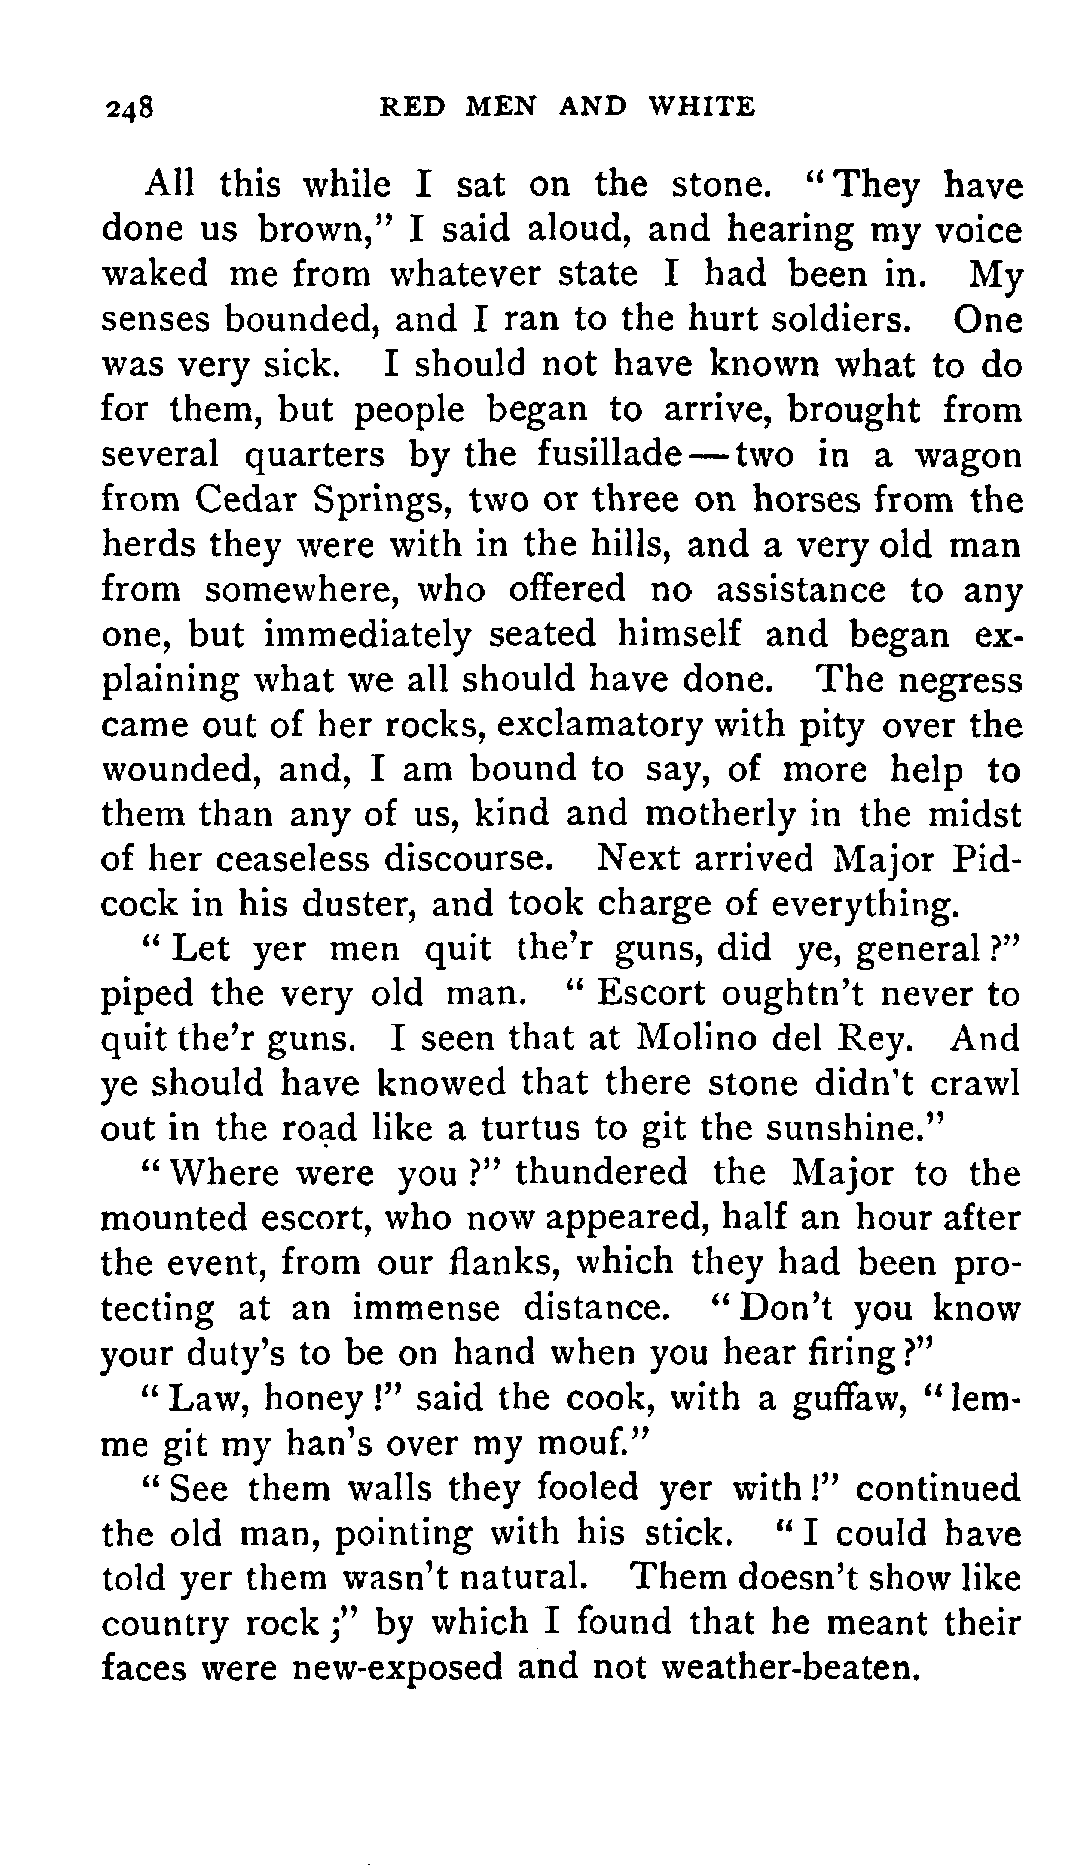 248 RED MEN AND WHITE
All this while I sat on the stone. “They have
done us brown,” I said aloud, and hearing my voice
waked me from whatever state I had been in. My
senses bounded, and I ran to the hurt soldiers. One
was very sick. I should not have known what to do
for them, but people began to arrive, brought from
several quarters by the fusillade—two in a wagon
from Cedar Springs, two or three on horses from the
herds they were with in the hills, and a very old man
from somewhere, who offered no assistance to any
one, but immediately seated himself and began ex-
plaining what we all should have done. The negress
came out of her rocks, exclamatory with pity over the
wounded, and, I am bound to say, of more help to
them than any of us, kind and motherly in the midst
of her ceaseless discourse. Next arrived Major Pid-
cock in his duster, and took charge of everything.
“Let yer men quit the’r guns, did ye, general?”
piped the very old man. “Escort oughtn’t never to
quit the’r guns. I seen that at Molino del Rey. And
ye should have knowed that there stone didn’t crawl
out in the road like a turtus to git the sunshine.”
“Where were you?” thundered the Major to the
mounted escort, who now appeared, half an hour after
the event, from our flanks, which they had been pro-
tecting at an immense distance. “Don’t you know
your duty’s to be on hand when you hear firing?”
“Law, honey!” said the cook, with a guffaw, “lem-
me git my han’s over my mouf.”
“See them walls they fooled yer with!” continued
the old man, pointing with his stick. “I could have
told yer them wasn’t natural. Them doesn’t show like
country rock;” by which I found that he meant their
faces were new-exposed and not weather-beaten.